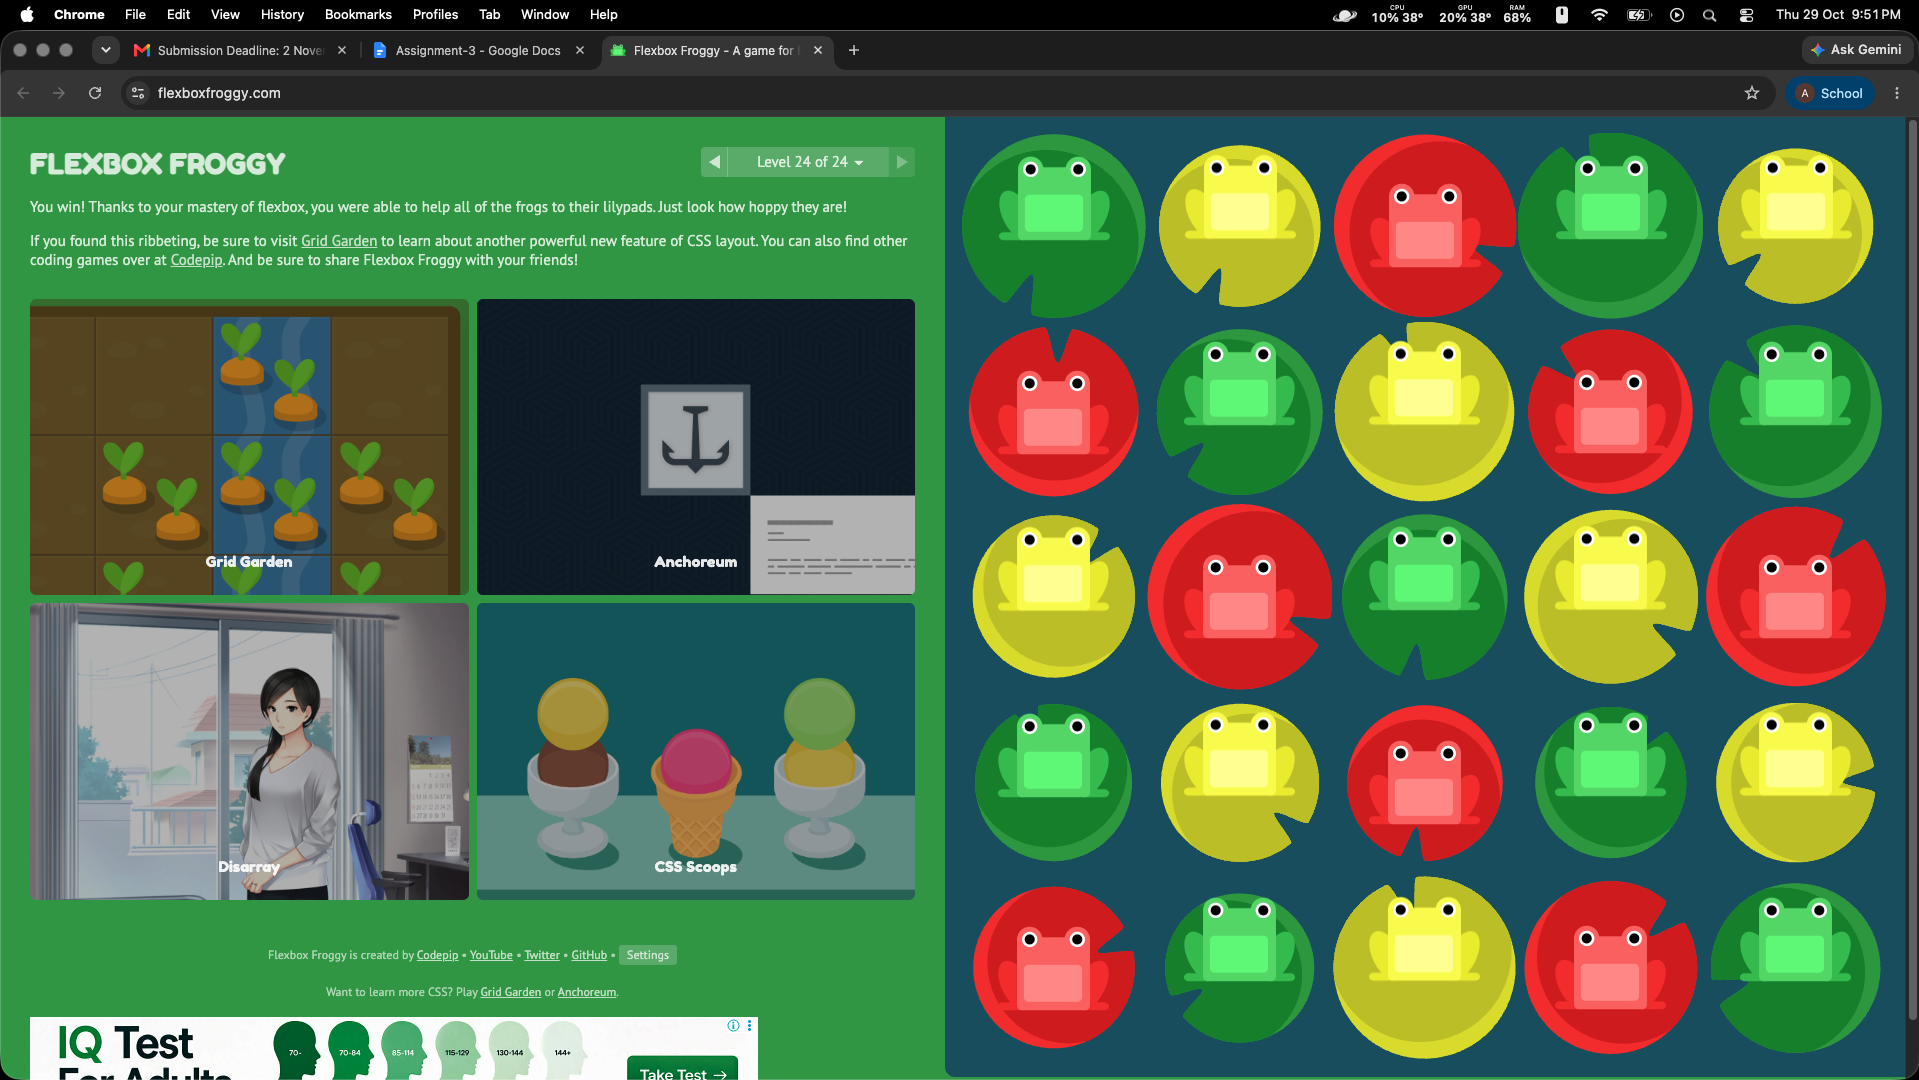 Chrome File Edit View History Bookmarks Profiles Tab Window Help
CPU 10% 38° GPU 20% 38° RAM 68% Thu 29 Oct 9:51 PM
Submission Deadline: 2 Nove
Assignment-3 - Google Docs
Flexbox Froggy - A game for
Ask Gemini
flexboxfroggy.com
A School
FLEXBOX FROGGY
Level 24 of 24
You win! Thanks to your mastery of flexbox, you were able to help all of the frogs to their lilypads. Just look how hoppy they are!
If you found this ribbeting, be sure to visit Grid Garden to learn about another powerful new feature of CSS layout. You can also find other
coding games over at Codepip. And be sure to share Flexbox Froggy with your friends!
Grid Garden
Anchoreum
Disarray
CSS Scoops
Flexbox Froggy is created by Codepip • YouTube • Twitter • GitHub • Settings
Want to learn more CSS? Play Grid Garden or Anchoreum.
IQ Test
For Adults
70- 70-84 85-114 115-129 130-144 144+
Take Test →